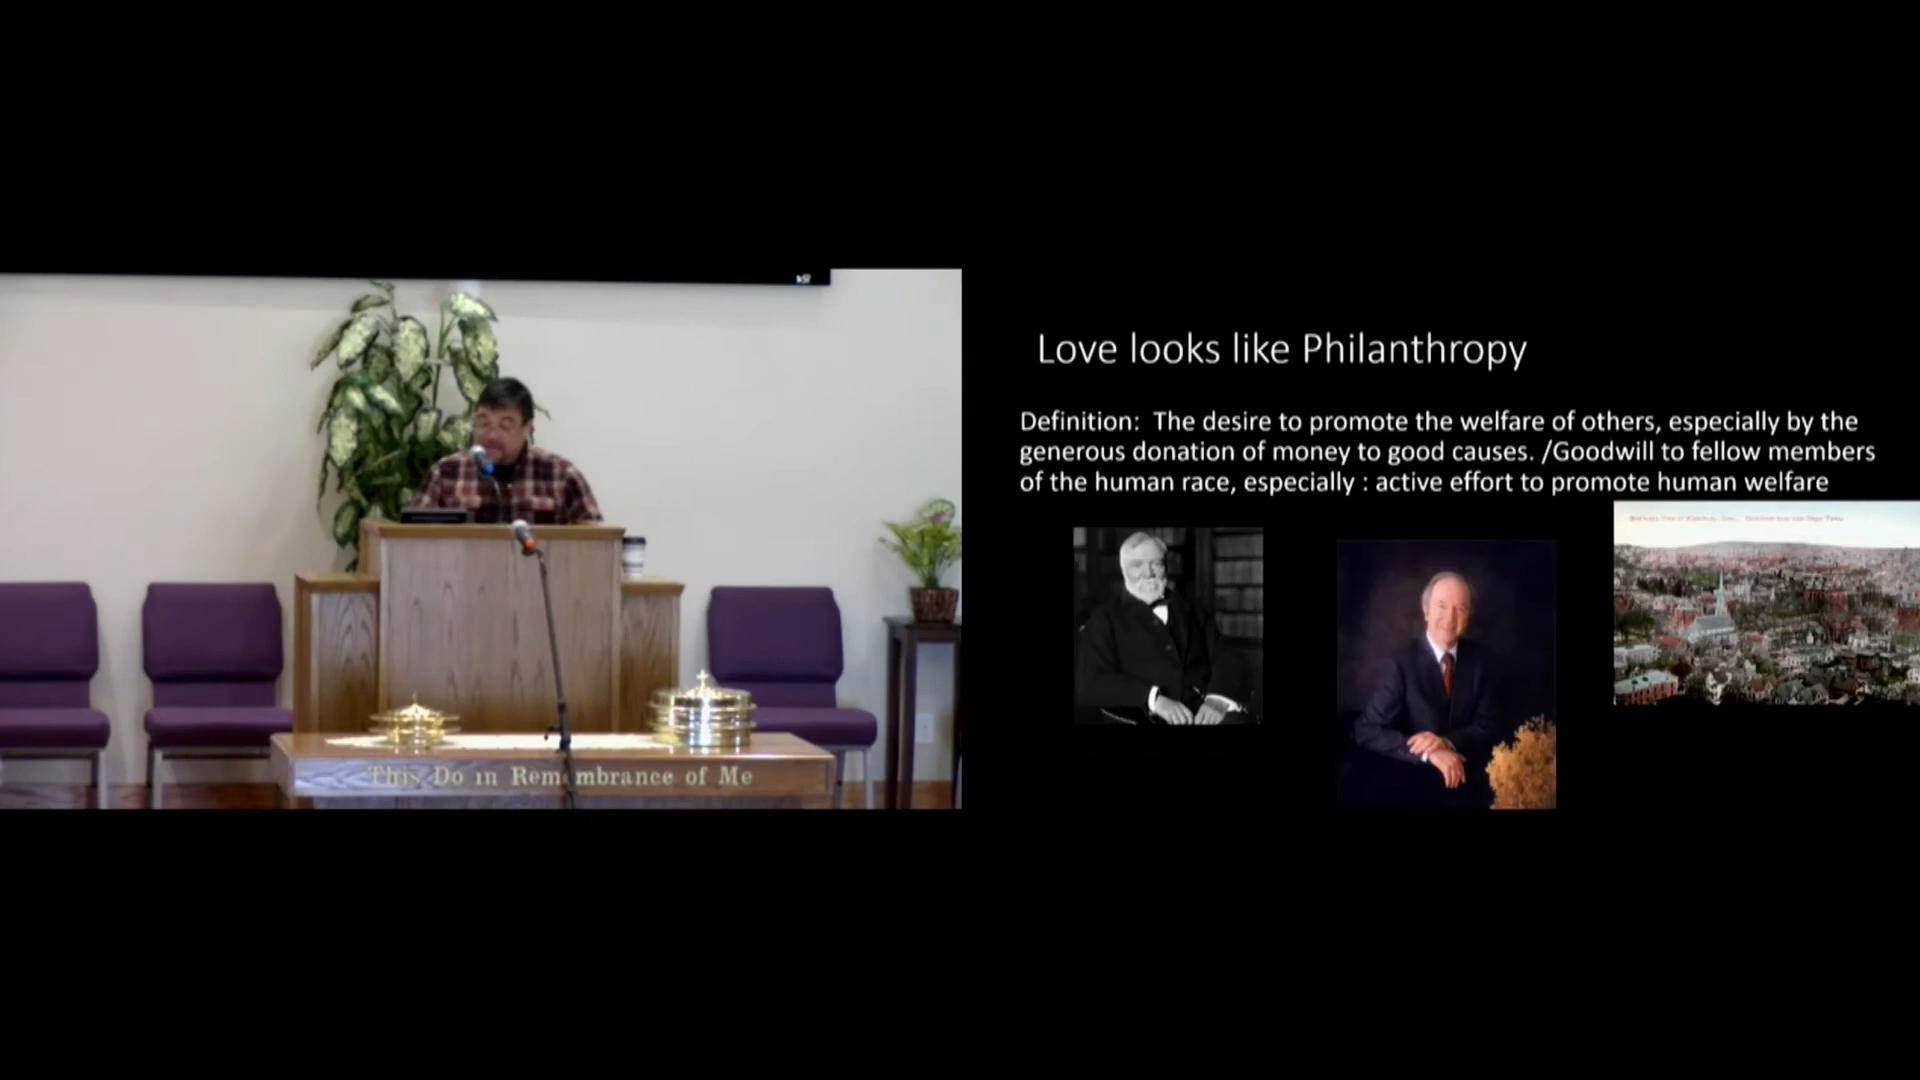 Love looks like Philanthropy
Definition:  The desire to promote the welfare of others, especially by the
generous donation of money to good causes. /Goodwill to fellow members
of the human race, especially : active effort to promote human welfare
This Do in Remembrance of Me